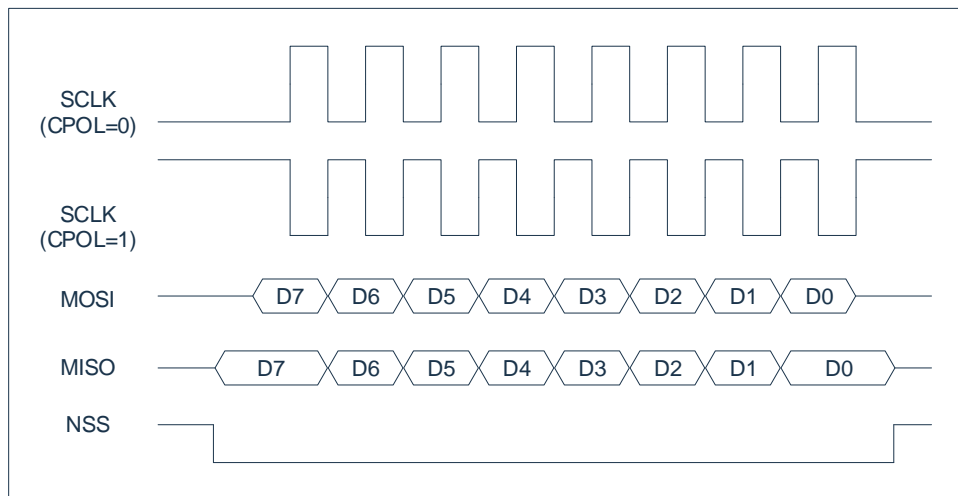 SCLK
(CPOL=0)
SCLK
(CPOL=1)
MOSI D7 D6 D5 D4 D3 D2 D1 D0
MISO D7 D6 D5 D4 D3 D2 D1 D0
NSS